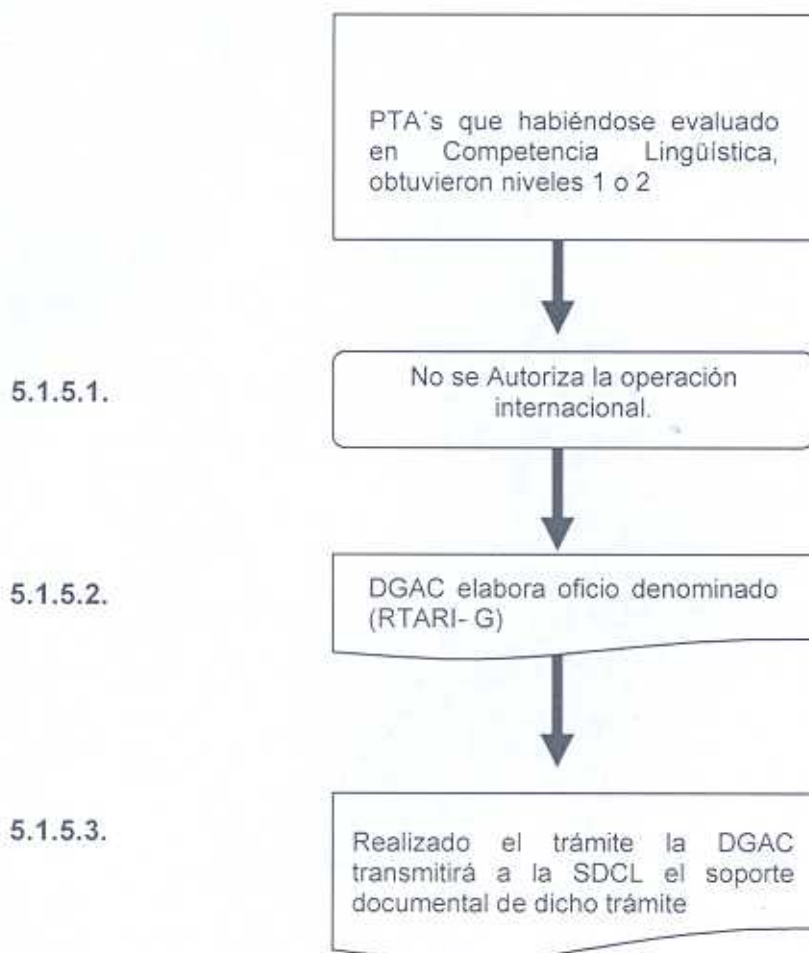 PTA´s que habiéndose evaluado
en Competencia Lingüística,
obtuvieron niveles 1 o 2
5.1.5.1.
No se Autoriza la operación
internacional.
5.1.5.2.
DGAC elabora oficio denominado
(RTARI- G)
5.1.5.3.
Realizado el trámite la DGAC
transmitirá a la SDCL el soporte
documental de dicho trámite